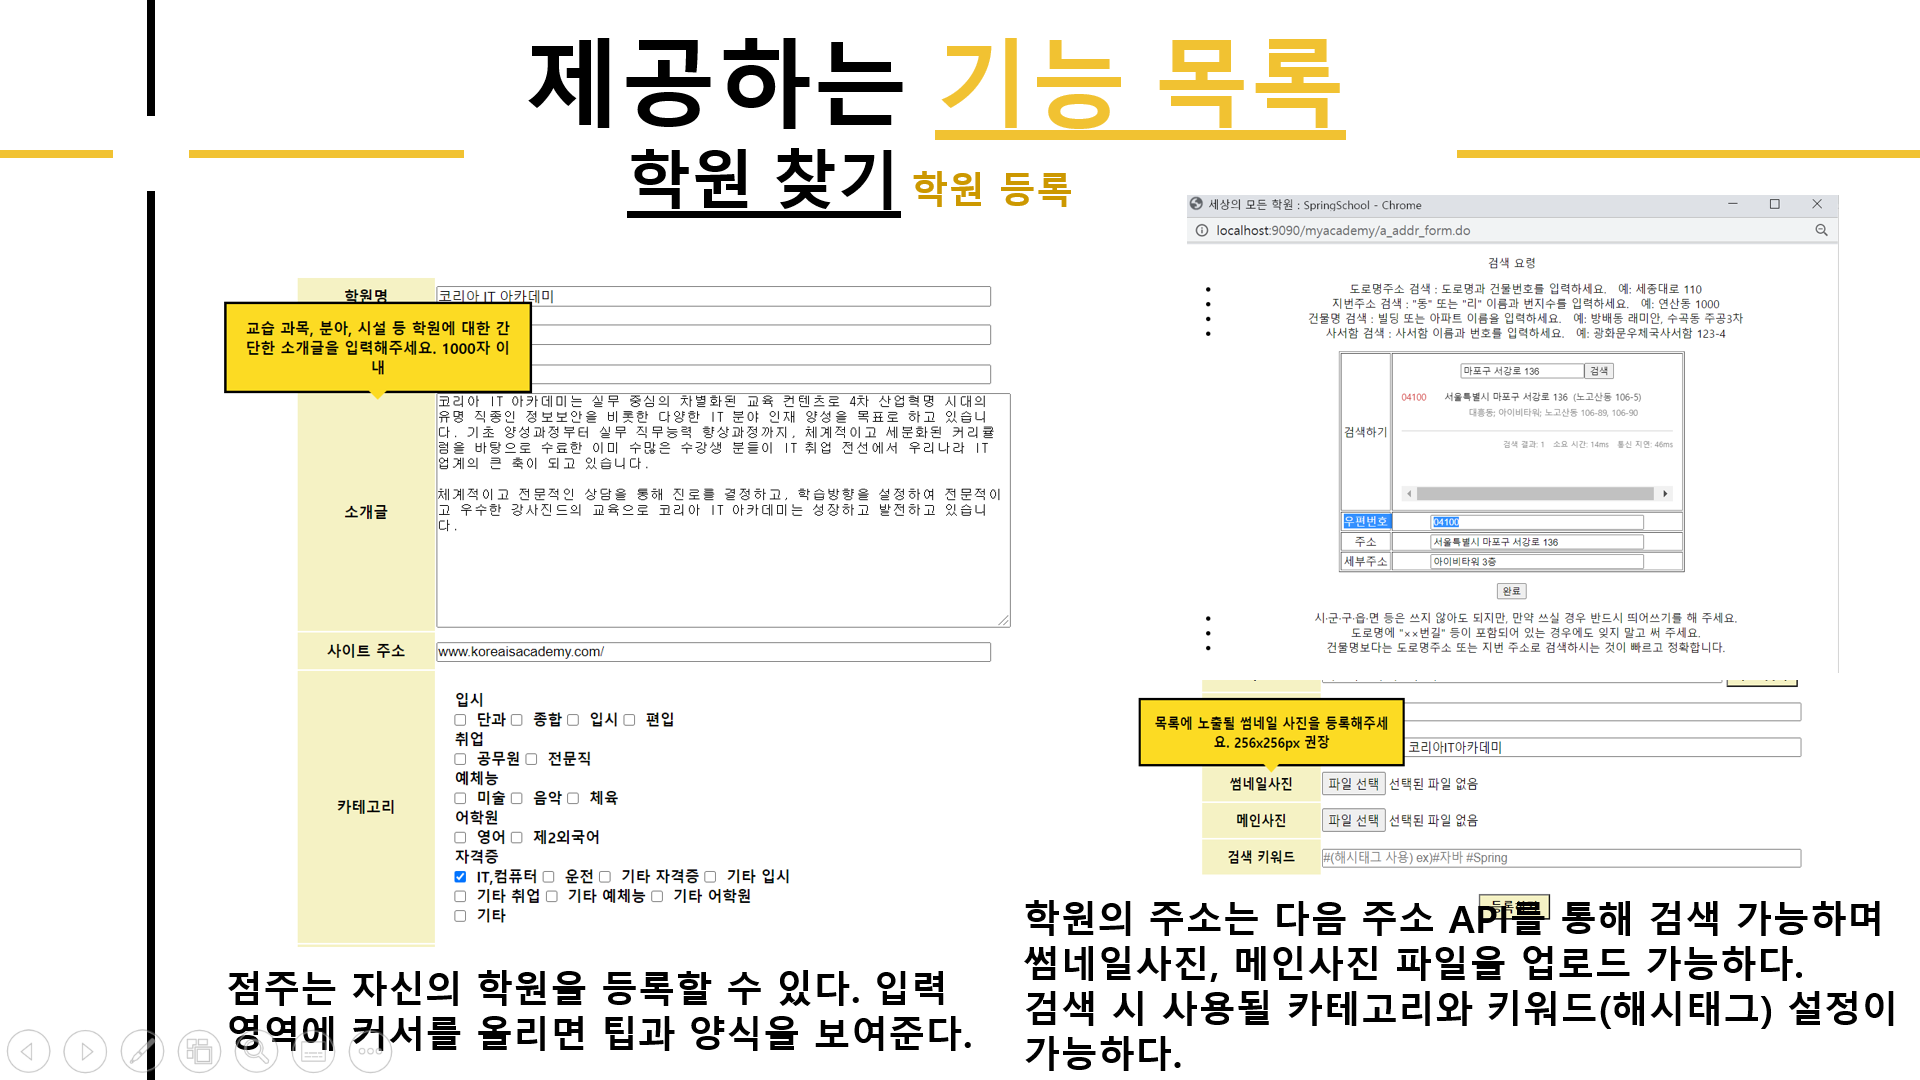 제공하는 기능 목록
학원 찾기 학원 등록
학원명
코리아 IT 아카데미
교습 과목, 분아, 시설 등 학원에 대한 간
단한 소개글을 입력해주세요. 1000자 이
내
소개글
코리아 IT 아카데미는 실무 중심의 차별화된 교육 컨텐츠로 4차 산업혁명 시대의
유명 직종인 정보보안을 비롯한 다양한 IT 분야 인재 양성을 목표로 하고 있습니
다. 기초 양성과정부터 실무 직무능력 향상과정까지, 체계적이고 세분화된 커리큘
럼을 바탕으로 수료한 이미 수많은 수강생 분들이 IT 취업 전선에서 우리나라 IT
업계의 큰 축이 되고 있습니다.
체계적이고 전문적인 상담을 통해 진로를 결정하고, 학습방향을 설정하여 전문적이
고 우수한 강사진드의 교육으로 코리아 IT 아카데미는 성장하고 발전하고 있습니
다.
사이트 주소
www.koreaisacademy.com/
카테고리
입시
단과 종합 입시 편입
취업
공무원 전문직
예체능
미술 음악 체육
어학원
영어 제2외국어
자격증
IT,컴퓨터 운전 기타 자격증 기타 입시
기타 취업 기타 예체능 기타 어학원
기타
점주는 자신의 학원을 등록할 수 있다. 입력
영역에 커서를 올리면 팁과 양식을 보여준다.
세상의 모든 학원 : SpringSchool - Chrome
localhost:9090/myacademy/a_addr_form.do
검색 요령
도로명주소 검색 : 도로명과 건물번호를 입력하세요. 예: 세종대로 110
지번주소 검색 : "동" 또는 "리" 이름과 번지수를 입력하세요. 예: 연산동 1000
건물명 검색 : 빌딩 또는 아파트 이름을 입력하세요. 예: 방배동 래미안, 수곡동 주공3차
사서함 검색 : 사서함 이름과 번호를 입력하세요. 예: 광화문우체국사서함 123-4
검색하기
마포구 서강로 136 검색
04100 서울특별시 마포구 서강로 136 (노고산동 106-5)
대흥동; 아이비타워; 노고산동 106-89, 106-90
검색 결과: 1 소요 시간: 14ms 통신 지연: 46ms
우편번호 04100
주소 서울특별시 마포구 서강로 136
세부주소 아이비타워 3층
완료
시·군·구·읍·면 등은 쓰지 않아도 되지만, 만약 쓰실 경우 반드시 띄어쓰기를 해 주세요.
도로명에 "××번길" 등이 포함되어 있는 경우에도 잊지 말고 써 주세요.
건물명보다는 도로명주소 또는 지번 주소로 검색하시는 것이 빠르고 정확합니다.
목록에 노출될 썸네일 사진을 등록해주세
요. 256x256px 권장
코리아IT아카데미
썸네일사진 파일 선택 선택된 파일 없음
메인사진 파일 선택 선택된 파일 없음
검색 키워드 #(해시태그 사용) ex)#자바 #Spring
학원의 주소는 다음 주소 API를 통해 검색 가능하며
썸네일사진, 메인사진 파일을 업로드 가능하다.
검색 시 사용될 카테고리와 키워드(해시태그) 설정이
가능하다.